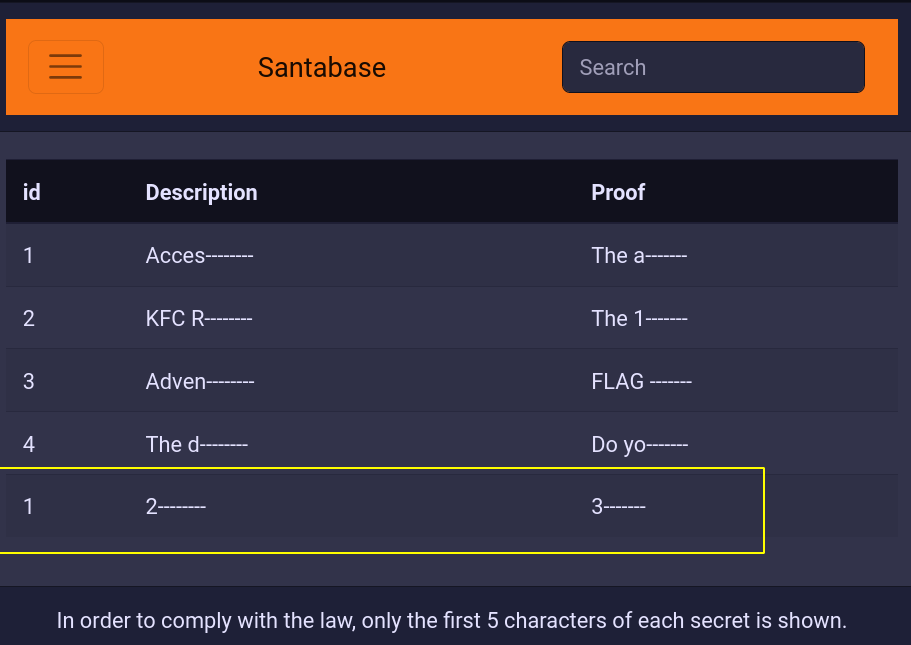 Santabase
Search
id Description Proof
1 Acces-------- The a-------
2 KFC R-------- The 1-------
3 Adven-------- FLAG -------
4 The d-------- Do yo-------
1 2-------- 3-------
In order to comply with the law, only the first 5 characters of each secret is shown.